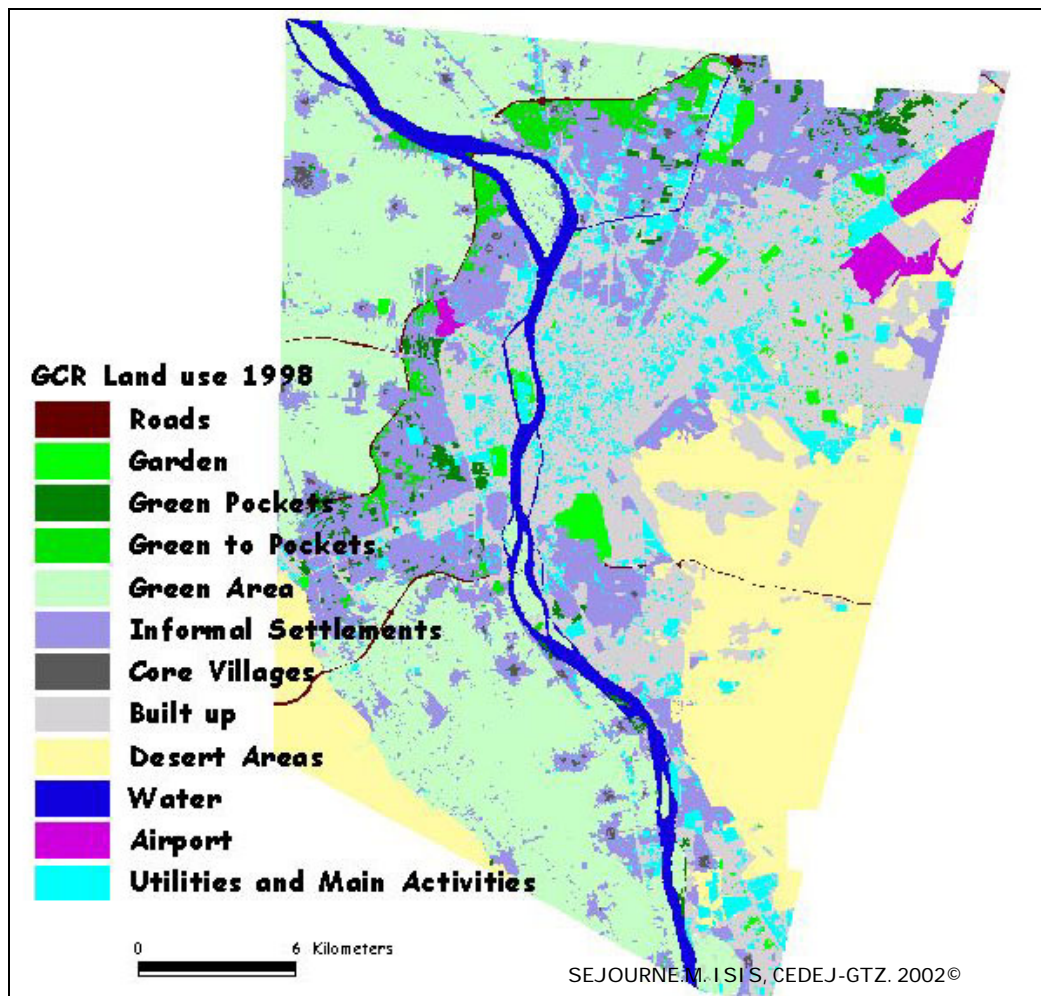 GCR Land use 1998
Roads
Garden
Green Pockets
Green to Pockets
Green Area
Informal Settlements
Core Villages
Built up
Desert Areas
Water
Airport
Utilities and Main Activities
0 6 Kilometers
SEJOURNE.M. ISIS, CEDEJ-GTZ. 2002©